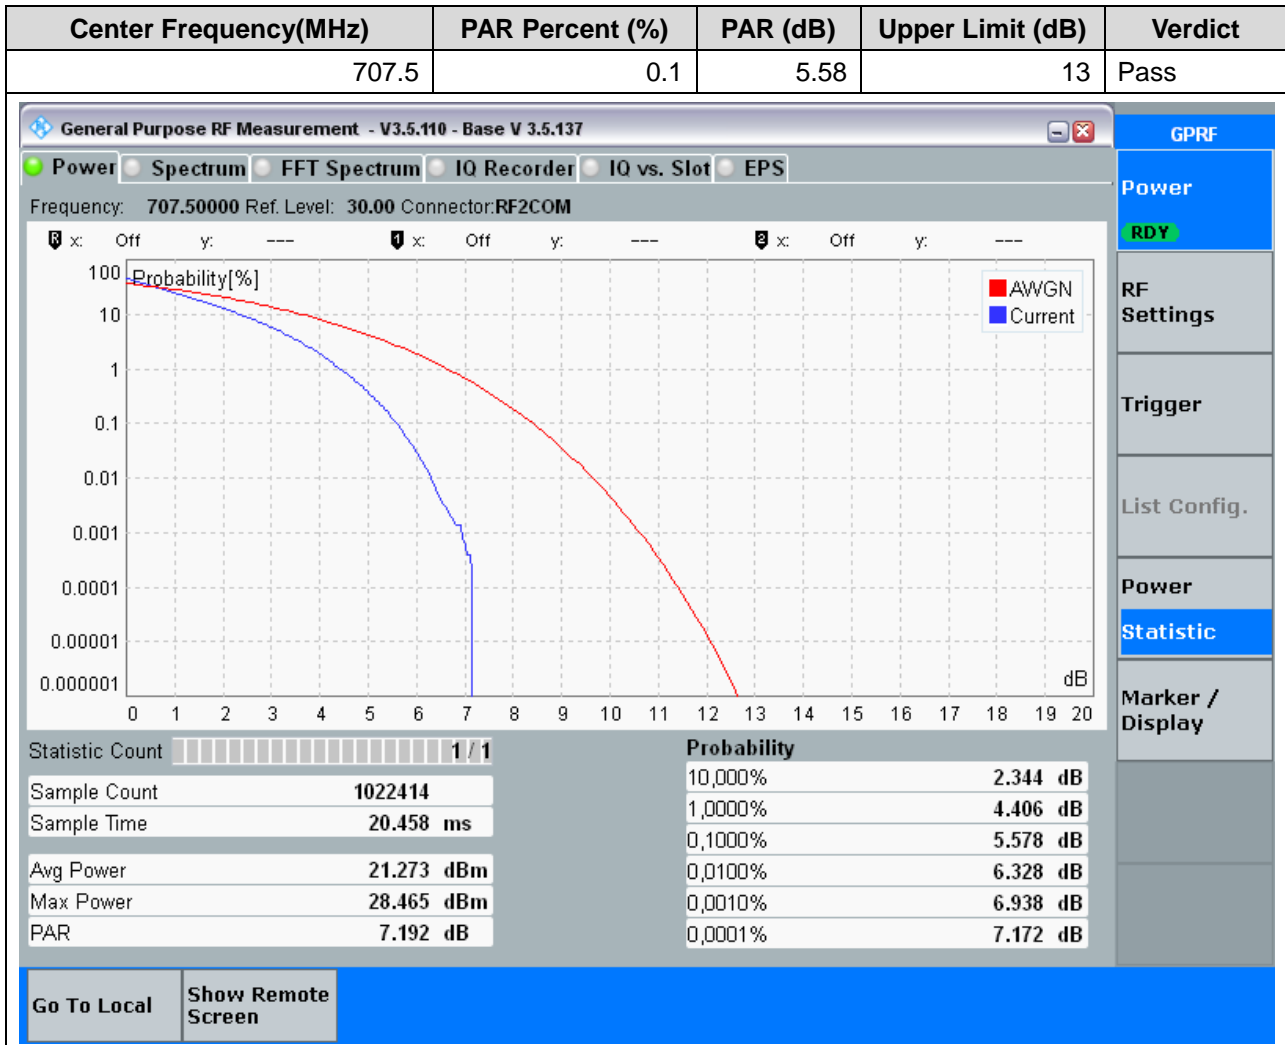 Center Frequency(MHz) PAR Percent (%) PAR (dB) Upper Limit (dB) Verdict
707.5 0.1 5.58 13 Pass
General Purpose RF Measurement - V3.5.110 - Base V 3.5.137
Power Spectrum FFT Spectrum IQ Recorder IQ vs. Slot EPS
Frequency: 707.50000 Ref. Level: 30.00 Connector:RF2COM
R x: Off y: --- 1 x: Off y: --- 2 x: Off y: ---
Probability[%]
100
10
1
0.1
0.01
0.001
0.0001
0.00001
0.000001
AWGN
Current
dB
0 1 2 3 4 5 6 7 8 9 10 11 12 13 14 15 16 17 18 19 20
Statistic Count 1 / 1
Sample Count 1022414
Sample Time 20.458 ms
Avg Power 21.273 dBm
Max Power 28.465 dBm
PAR 7.192 dB
Probability
10,000% 2.344 dB
1,0000% 4.406 dB
0,1000% 5.578 dB
0,0100% 6.328 dB
0,0010% 6.938 dB
0,0001% 7.172 dB
GPRF
Power
RDY
RF
Settings
Trigger
List Config.
Power
Statistic
Marker /
Display
Go To Local
Show Remote
Screen